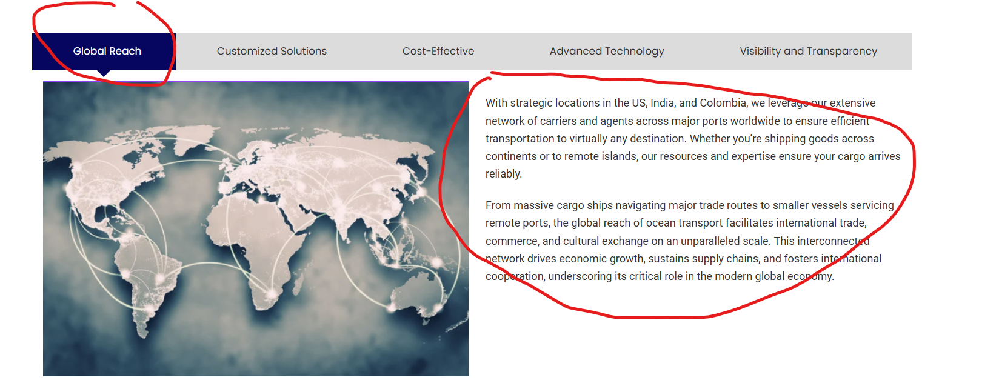 Global Reach
Customized Solutions
Cost-Effective
Advanced Technology
Visibility and Transparency
With strategic locations in the US, India, and Colombia, we leverage our extensive
network of carriers and agents across major ports worldwide to ensure efficient
transportation to virtually any destination. Whether you’re shipping goods across
continents or to remote islands, our resources and expertise ensure your cargo arrives
reliably.
From massive cargo ships navigating major trade routes to smaller vessels servicing
remote ports, the global reach of ocean transport facilitates international trade,
commerce, and cultural exchange on an unparalleled scale. This interconnected
network drives economic growth, sustains supply chains, and fosters international
cooperation, underscoring its critical role in the modern global economy.